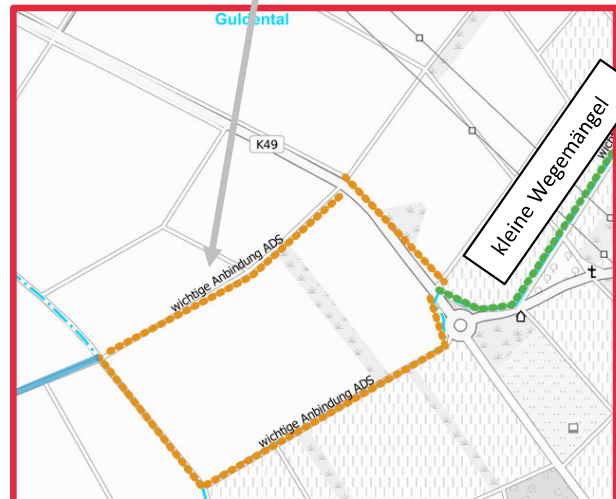 Guldental
K49
kleine Wegemängel
wichtige Anbindung ADS
wichtige Anbindung ADS